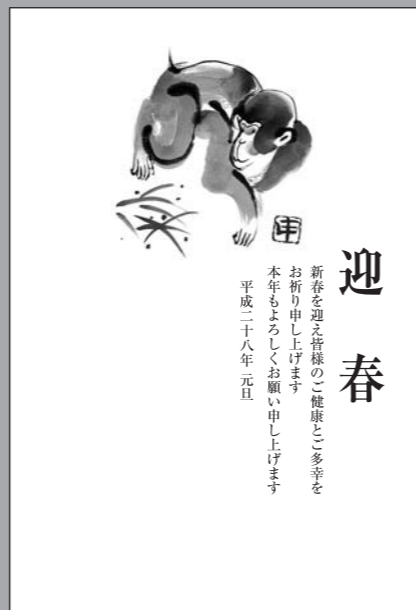 迎春
新春を迎え皆様のご健康とご多幸を
お祈り申し上げます
本年もよろしくお願い申し上げます
平成二十八年 元旦
申